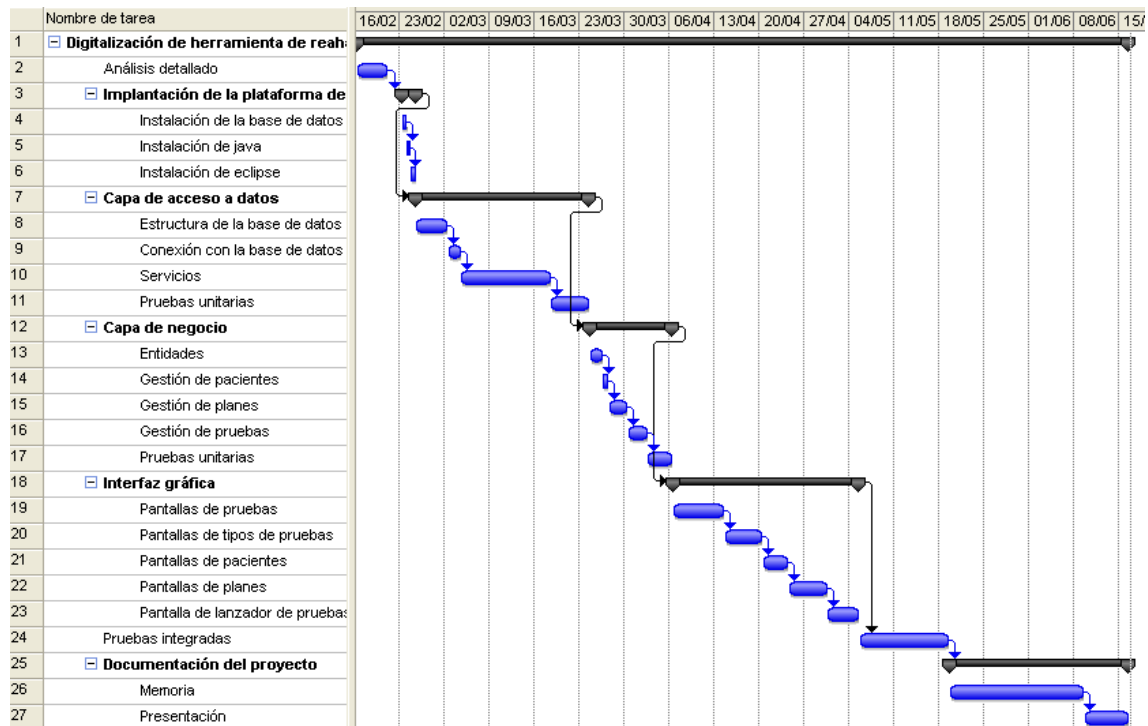 Nombre de tarea 16/02 23/02 02/03 09/03 16/03 23/03 30/03 06/04 13/04 20/04 27/04 04/05 11/05 18/05 25/05 01/06 08/06 15/
1 Digitalización de herramienta de
2 Análisis detallado
3 Implantación de la plataforma de
4 Instalación de la base de datos
5 Instalación de java
6 Instalación de eclipse
7 Capa de acceso a datos
8 Estructura de la base de datos
9 Conexión con la base de datos
10 Servicios
11 Pruebas unitarias
12 Capa de negocio
13 Entidades
14 Gestión de pacientes
15 Gestión de planes
16 Gestión de pruebas
17 Pruebas unitarias
18 Interfaz gráfica
19 Pantallas de pruebas
20 Pantallas de tipos de pruebas
21 Pantallas de pacientes
22 Pantallas de planes
23 Pantalla de lanzador de pruebas
24 Pruebas integradas
25 Documentación del proyecto
26 Memoria
27 Presentación